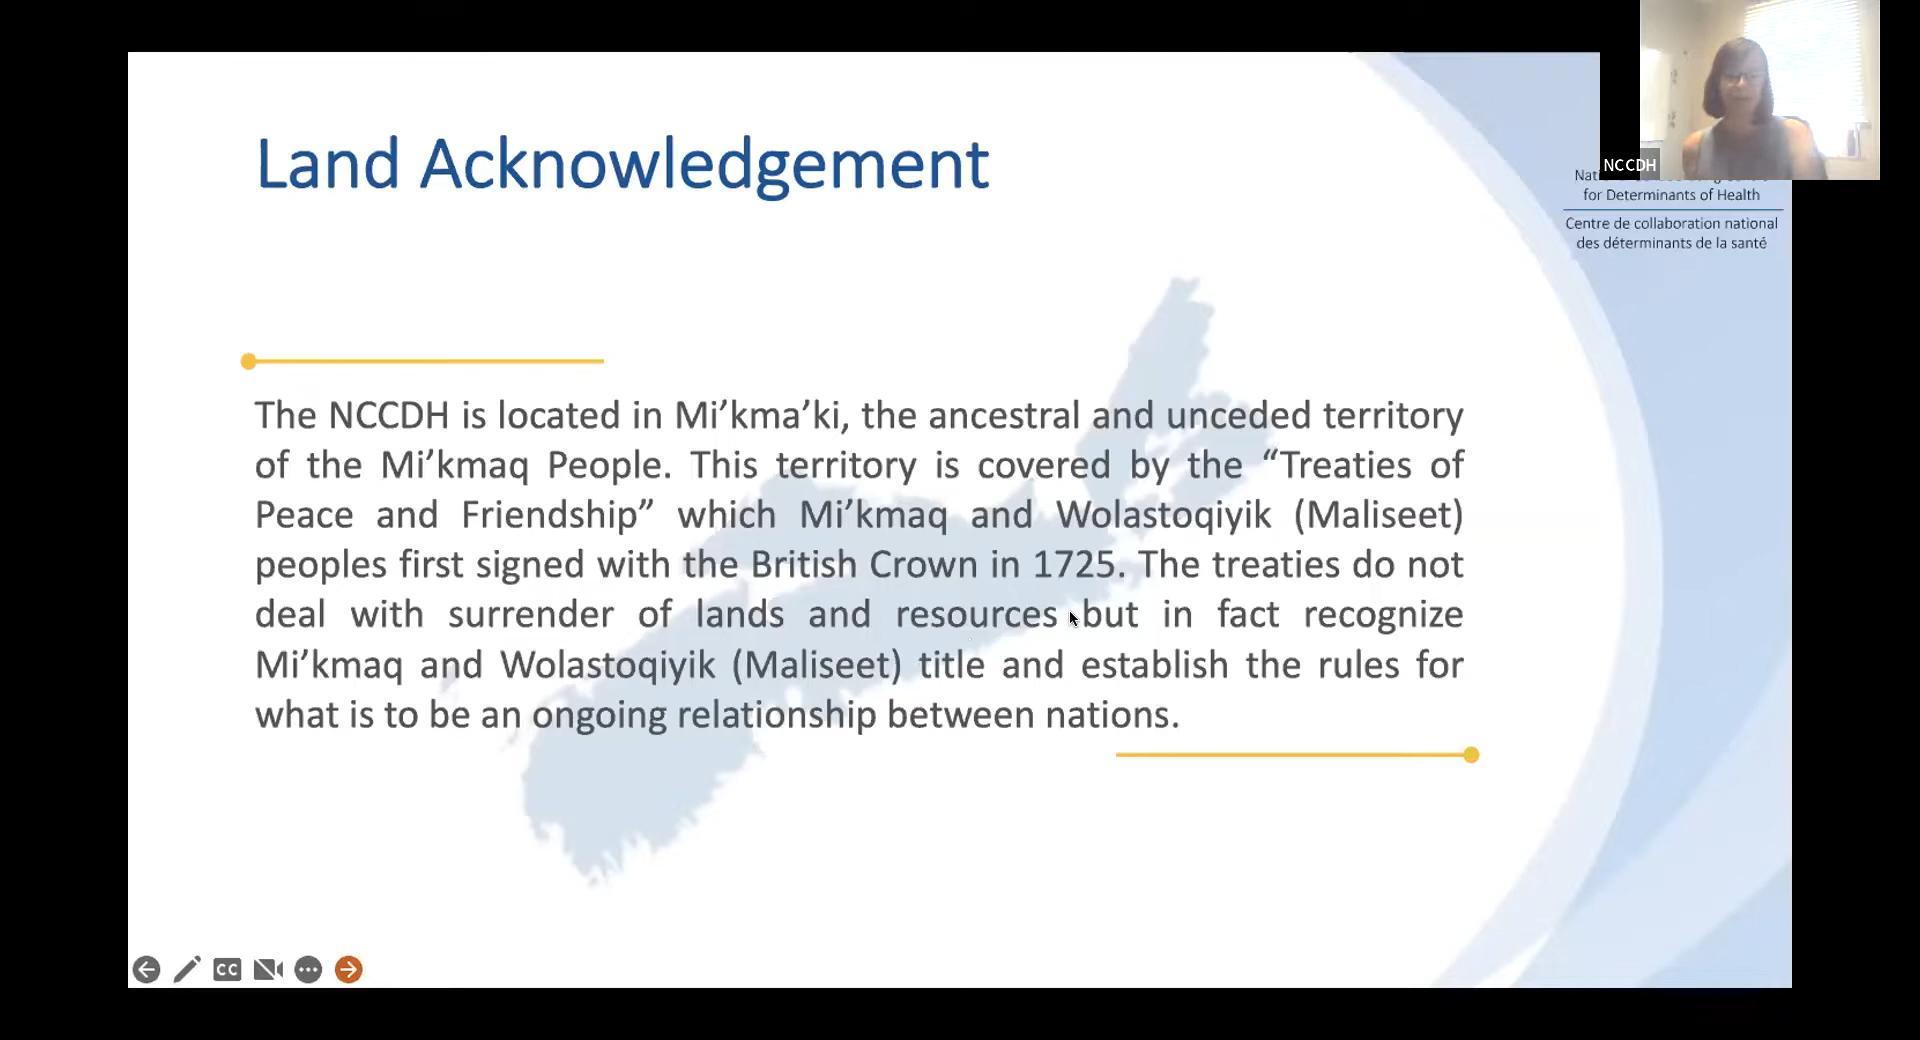 Land Acknowledgement
NCCDH
for Determinants of Health
Centre de collaboration national
des déterminants de la santé
The NCCDH is located in Mi’kma’ki, the ancestral and unceded territory
of the Mi’kmaq People. This territory is covered by the “Treaties of
Peace and Friendship” which Mi’kmaq and Wolastoqiyik (Maliseet)
peoples first signed with the British Crown in 1725. The treaties do not
deal with surrender of lands and resources but in fact recognize
Mi’kmaq and Wolastoqiyik (Maliseet) title and establish the rules for
what is to be an ongoing relationship between nations.
CC